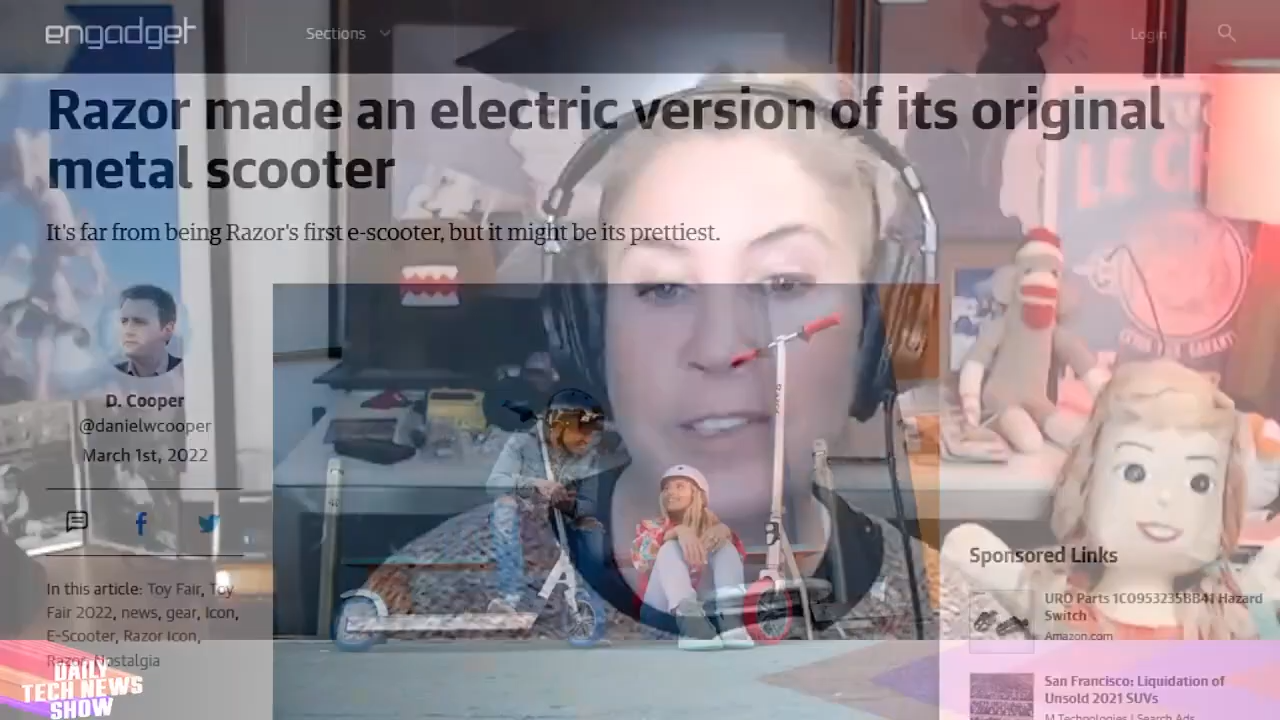 engadget
Sections
Login
Razor made an electric version of its original
metal scooter
It's far from being Razor's first e-scooter, but it might be its prettiest.
D. Cooper
@danielwcooper
March 1st, 2022
In this article: Toy Fair, Toy
Fair 2022, news, gear, Icon,
E-Scooter, Razor Icon,
Razor, Nostalgia
Sponsored Links
URO Parts 1C0953235BB41 Hazard
Switch
Amazon.com
San Francisco: Liquidation of
Unsold 2021 SUVs
M Technologies | Search Ads
DAILY
TECH NEWS
SHOW